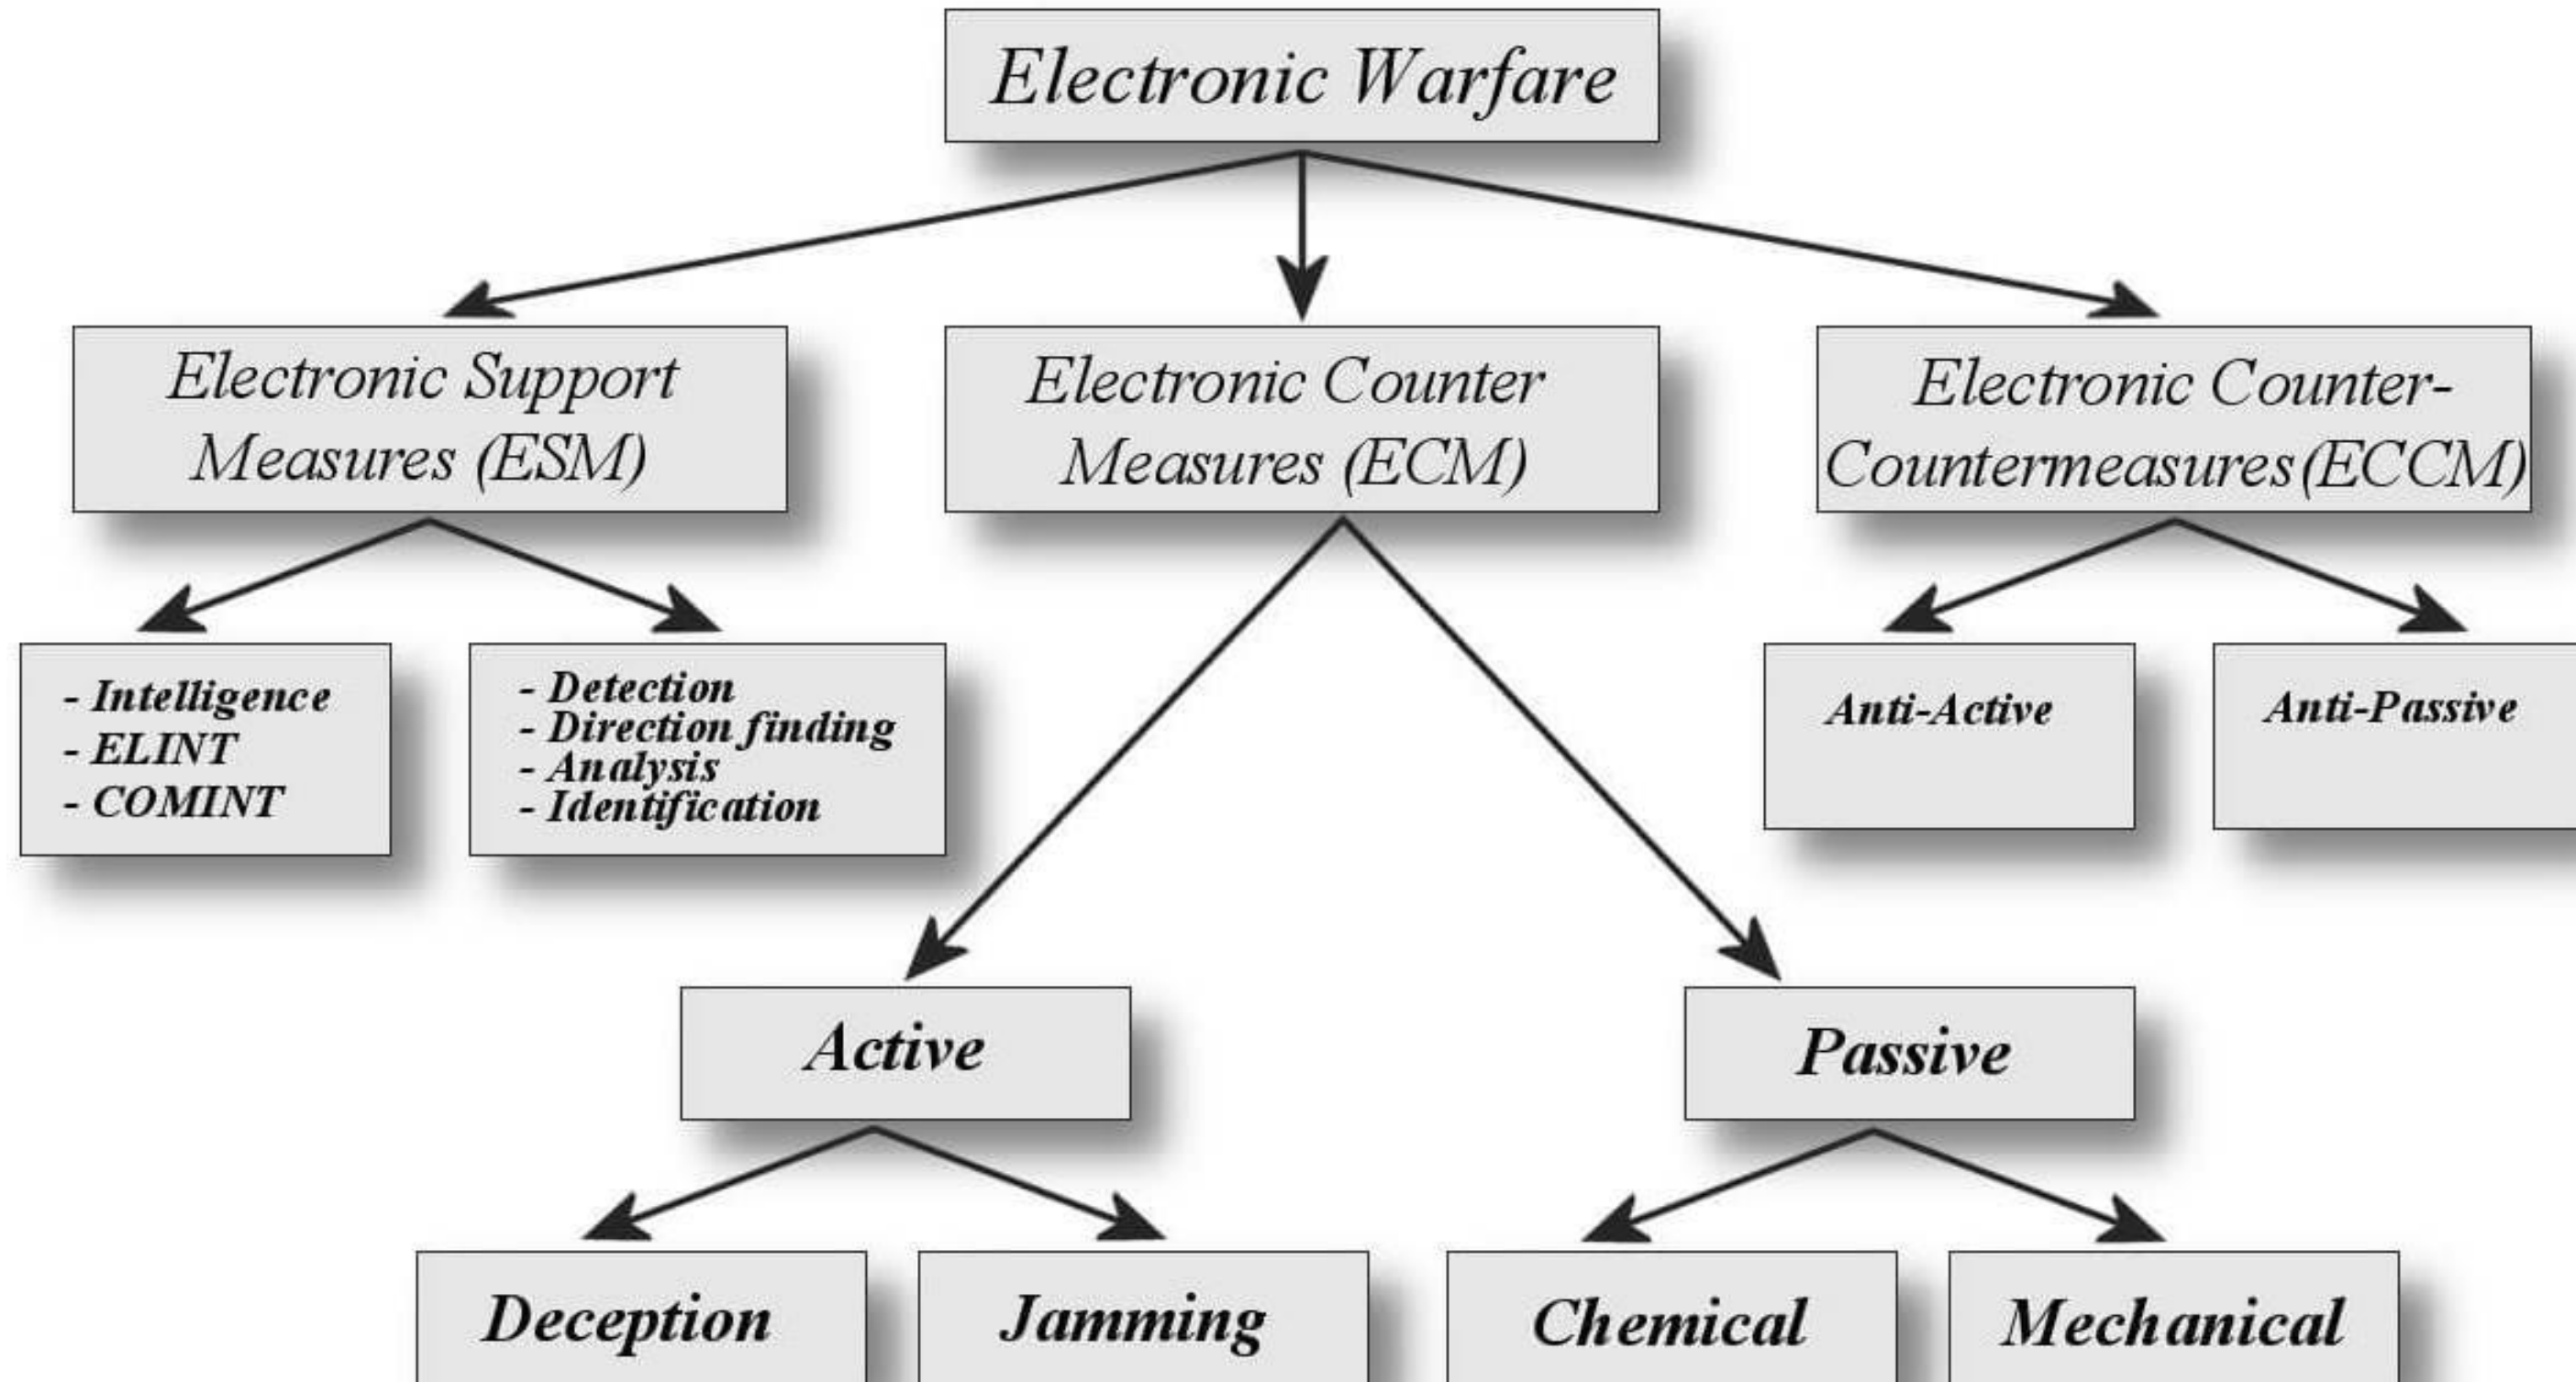 Electronic Warfare
Electronic Support
Measures (ESM)
Electronic Counter
Measures (ECM)
Electronic Counter-
Countermeasures (ECCM)
- Intelligence
- ELINT
- COMINT
- Detection
- Direction finding
- Analysis
- Identification
Anti-Active
Anti-Passive
Active
Passive
Deception
Jamming
Chemical
Mechanical